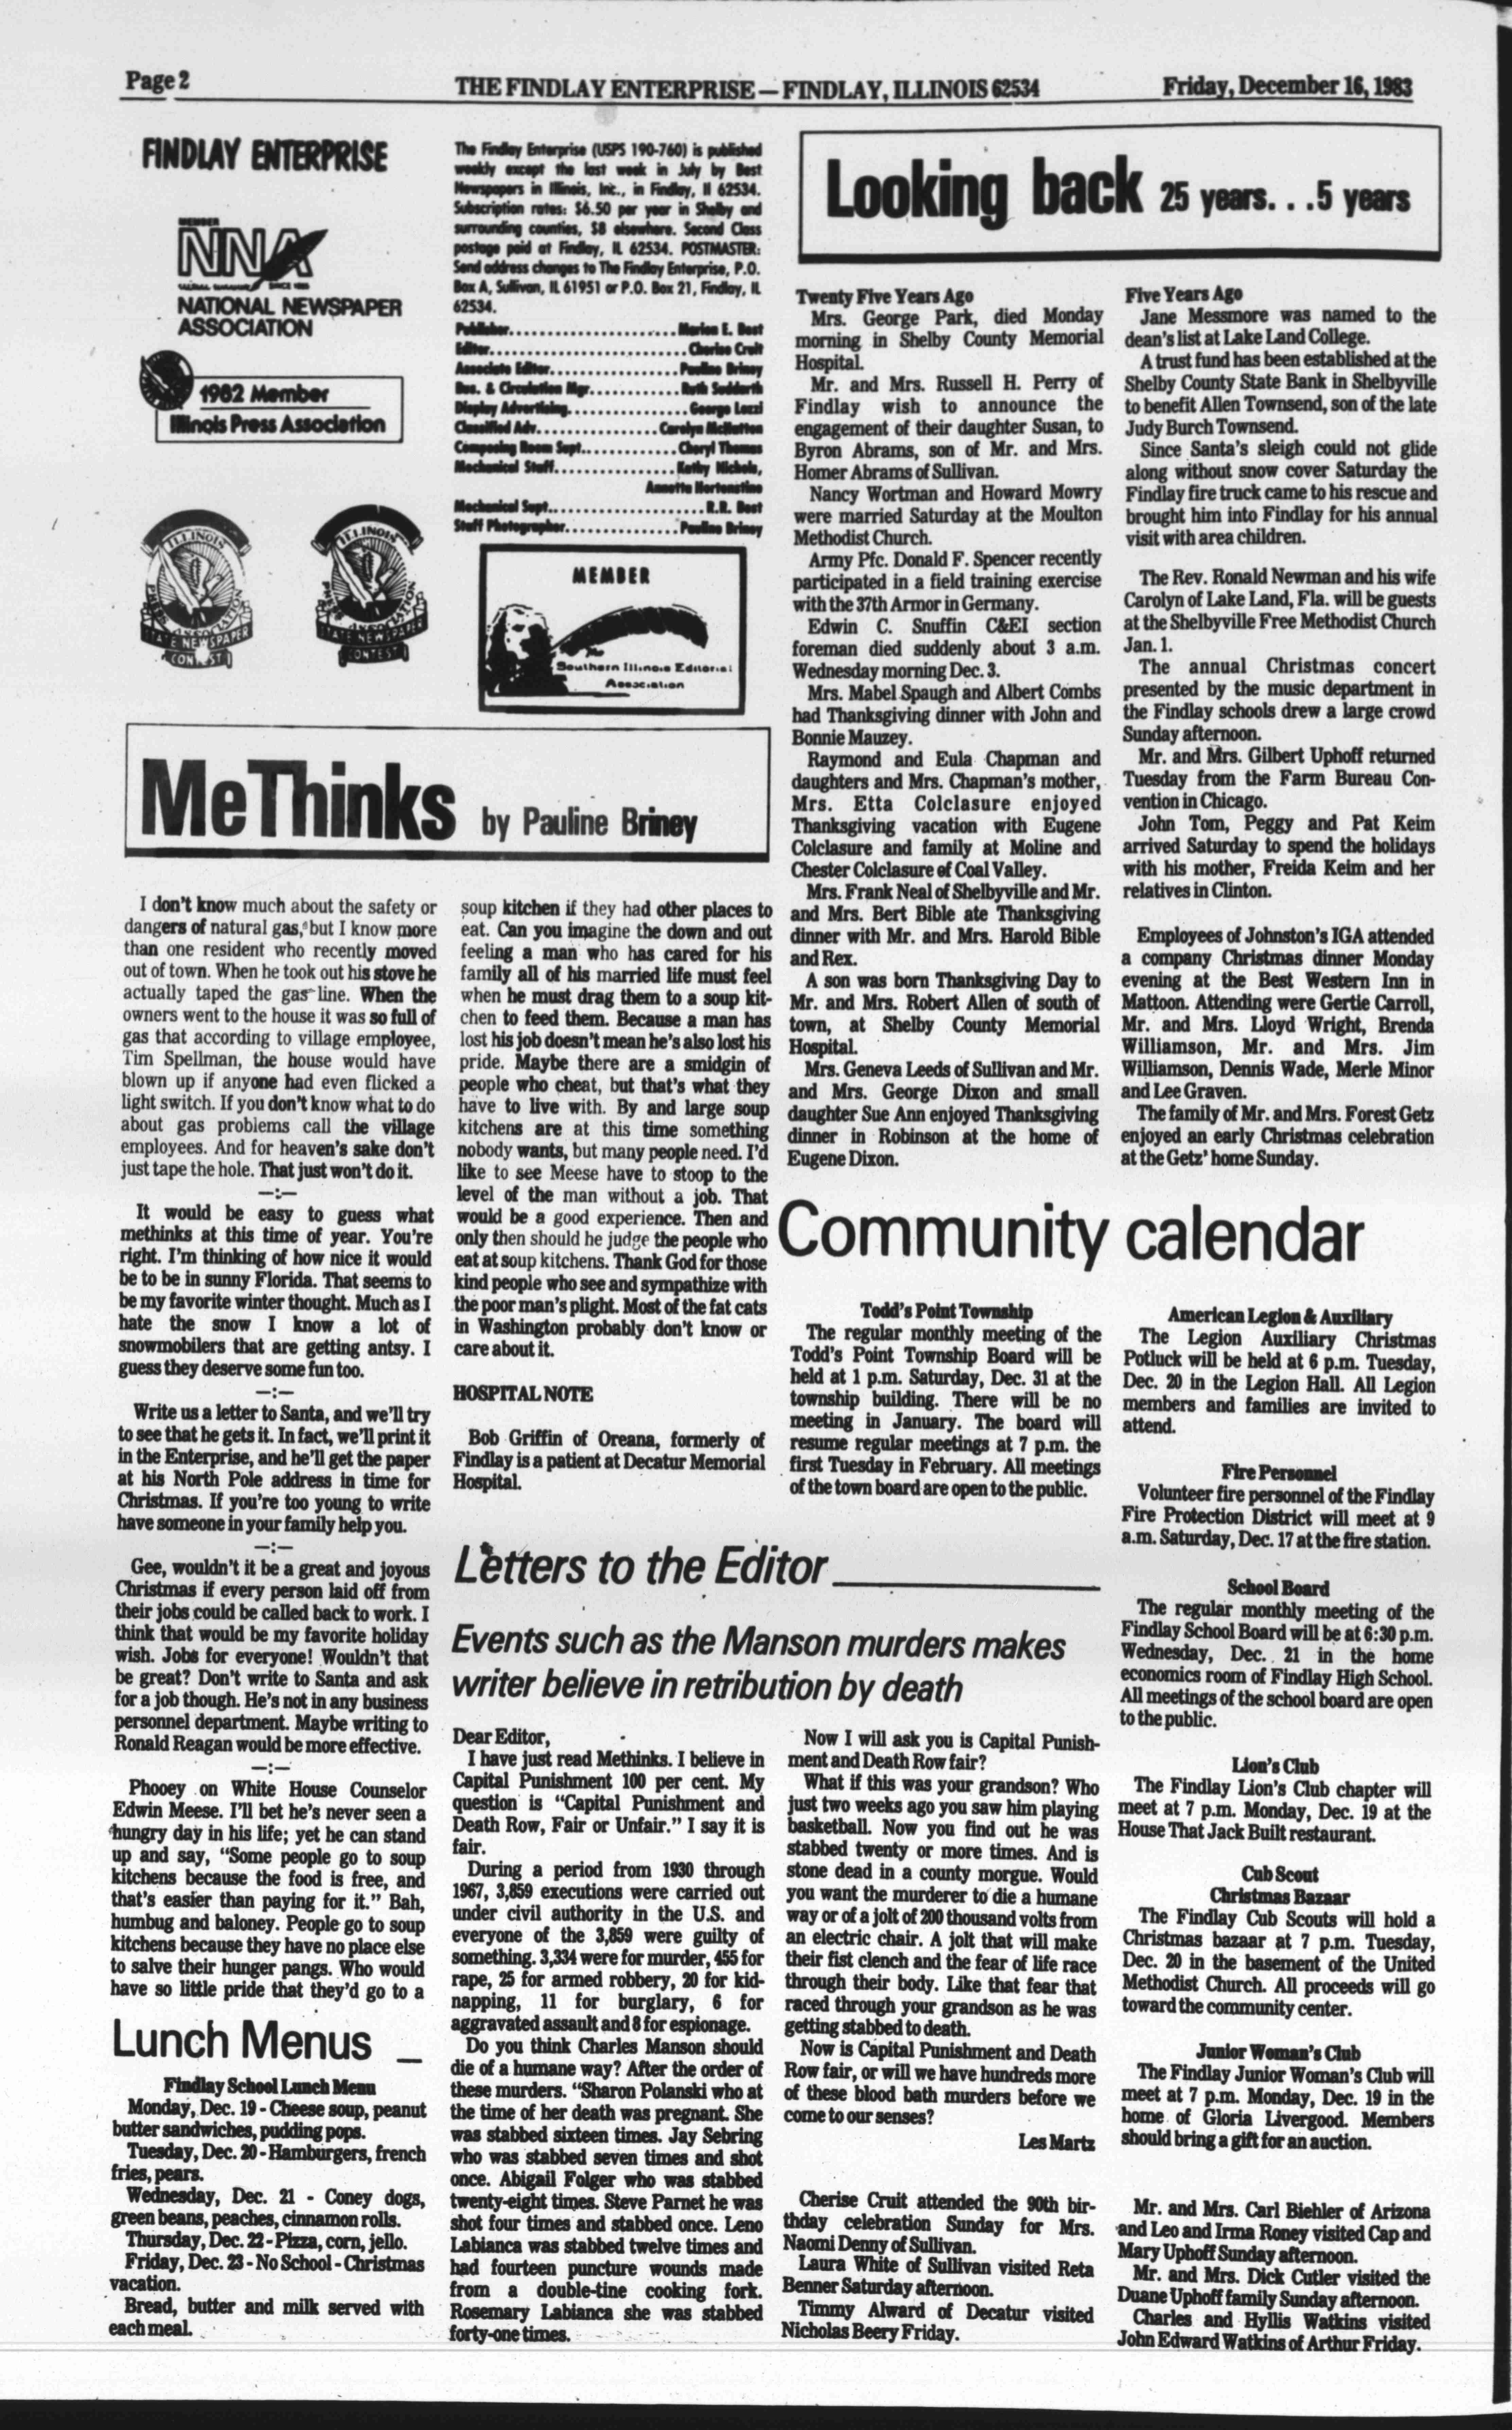 Page 2
THE FINDLAY ENTERPRISE — FINDLAY, ILLINOIS 62534
Friday, December 16, 1983
FINDLAY ENTERPRISE
MEMBER
NNA
NATIONAL NEWSPAPER
ASSOCIATION
1982 Member
Illinois Press Association
ILLINOIS
PRESS ASSOCIATION
STATE NEWSPAPER
CONTEST
ILLINOIS
PRESS ASSOCIATION
STATE NEWSPAPER
CONTEST
The Findlay Enterprise (USPS 190-760) is published
weekly except the last week in July by Best
Newspapers in Illinois, Inc., in Findlay, Il 62534.
Subscription rates: $6.50 per year in Shelby and
surrounding counties, $8 elsewhere. Second Class
postage paid at Findlay, IL 62534. POSTMASTER:
Send address changes to The Findlay Enterprise, P.O.
Box A, Sullivan, IL 61951 or P.O. Box 21, Findlay, IL
62534.
Publisher.....................Marion E. Best
Editor.........................Cherise Cruit
Associate Editor................Pauline Briney
Bus. & Circulation Mgr............Ruth Suddarth
Display Advertising................George Lozzi
Classified Adv................Carolyn McNutton
Composing Room Supt............Cheryl Thomas
Mechanical Staff................Kathy Nichols,
Annette Hortenstine
Mechanical Supt.....................R.R. Best
Staff Photographer...............Pauline Briney
MEMBER
Southern Illinois Editorial
Association
MeThinks by Pauline Briney
I don't know much about the safety or
dangers of natural gas, but I know more
than one resident who recently moved
out of town. When he took out his stove he
actually taped the gas line. When the
owners went to the house it was so full of
gas that according to village employee,
Tim Spellman, the house would have
blown up if anyone had even flicked a
light switch. If you don't know what to do
about gas problems call the village
employees. And for heaven's sake don't
just tape the hole. That just won't do it.
—:—
It would be easy to guess what
methinks at this time of year. You're
right. I'm thinking of how nice it would
be to be in sunny Florida. That seems to
be my favorite winter thought. Much as I
hate the snow I know a lot of
snowmobilers that are getting antsy. I
guess they deserve some fun too.
—:—
Write us a letter to Santa, and we'll try
to see that he gets it. In fact, we'll print it
in the Enterprise, and he'll get the paper
at his North Pole address in time for
Christmas. If you're too young to write
have someone in your family help you.
—:—
Gee, wouldn't it be a great and joyous
Christmas if every person laid off from
their jobs could be called back to work. I
think that would be my favorite holiday
wish. Jobs for everyone! Wouldn't that
be great? Don't write to Santa and ask
for a job though. He's not in any business
personnel department. Maybe writing to
Ronald Reagan would be more effective.
—:—
Phooey on White House Counselor
Edwin Meese. I'll bet he's never seen a
hungry day in his life; yet he can stand
up and say, "Some people go to soup
kitchens because the food is free, and
that's easier than paying for it." Bah,
humbug and baloney. People go to soup
kitchens because they have no place else
to salve their hunger pangs. Who would
have so little pride that they'd go to a
soup kitchen if they had other places to
eat. Can you imagine the down and out
feeling a man who has cared for his
family all of his married life must feel
when he must drag them to a soup kit-
chen to feed them. Because a man has
lost his job doesn't mean he's also lost his
pride. Maybe there are a smidgin of
people who cheat, but that's what they
have to live with. By and large soup
kitchens are at this time something
nobody wants, but many people need. I'd
like to see Meese have to stoop to the
level of the man without a job. That
would be a good experience. Then and
only then should he judge the people who
eat at soup kitchens. Thank God for those
kind people who see and sympathize with
the poor man's plight. Most of the fat cats
in Washington probably don't know or
care about it.
HOSPITAL NOTE
Bob Griffin of Oreana, formerly of
Findlay is a patient at Decatur Memorial
Hospital.
Lunch Menus
Findlay School Lunch Menu
Monday, Dec. 19 - Cheese soup, peanut
butter sandwiches, pudding pops.
Tuesday, Dec. 20 - Hamburgers, french
fries, pears.
Wednesday, Dec. 21 - Coney dogs,
green beans, peaches, cinnamon rolls.
Thursday, Dec. 22 - Pizza, corn, jello.
Friday, Dec. 23 - No School - Christmas
vacation.
Bread, butter and milk served with
each meal.
Looking back 25 years. . .5 years
Twenty Five Years Ago
Mrs. George Park, died Monday
morning in Shelby County Memorial
Hospital.
Mr. and Mrs. Russell H. Perry of
Findlay wish to announce the
engagement of their daughter Susan, to
Byron Abrams, son of Mr. and Mrs.
Homer Abrams of Sullivan.
Nancy Wortman and Howard Mowry
were married Saturday at the Moulton
Methodist Church.
Army Pfc. Donald F. Spencer recently
participated in a field training exercise
with the 37th Armor in Germany.
Edwin C. Snuffin C&EI section
foreman died suddenly about 3 a.m.
Wednesday morning Dec. 3.
Mrs. Mabel Spaugh and Albert Combs
had Thanksgiving dinner with John and
Bonnie Mauzey.
Raymond and Eula Chapman and
daughters and Mrs. Chapman's mother,
Mrs. Etta Colclasure enjoyed
Thanksgiving vacation with Eugene
Colclasure and family at Moline and
Chester Colclasure of Coal Valley.
Mrs. Frank Neal of Shelbyville and Mr.
and Mrs. Bert Bible ate Thanksgiving
dinner with Mr. and Mrs. Harold Bible
and Rex.
A son was born Thanksgiving Day to
Mr. and Mrs. Robert Allen of south of
town, at Shelby County Memorial
Hospital.
Mrs. Geneva Leeds of Sullivan and Mr.
and Mrs. George Dixon and small
daughter Sue Ann enjoyed Thanksgiving
dinner in Robinson at the home of
Eugene Dixon.
Five Years Ago
Jane Messmore was named to the
dean's list at Lake Land College.
A trust fund has been established at the
Shelby County State Bank in Shelbyville
to benefit Allen Townsend, son of the late
Judy Burch Townsend.
Since Santa's sleigh could not glide
along without snow cover Saturday the
Findlay fire truck came to his rescue and
brought him into Findlay for his annual
visit with area children.
The Rev. Ronald Newman and his wife
Carolyn of Lake Land, Fla. will be guests
at the Shelbyville Free Methodist Church
Jan. 1.
The annual Christmas concert
presented by the music department in
the Findlay schools drew a large crowd
Sunday afternoon.
Mr. and Mrs. Gilbert Uphoff returned
Tuesday from the Farm Bureau Con-
vention in Chicago.
John Tom, Peggy and Pat Keim
arrived Saturday to spend the holidays
with his mother, Freida Keim and her
relatives in Clinton.
Employees of Johnston's IGA attended
a company Christmas dinner Monday
evening at the Best Western Inn in
Mattoon. Attending were Gertie Carroll,
Mr. and Mrs. Lloyd Wright, Brenda
Williamson, Mr. and Mrs. Jim
Williamson, Dennis Wade, Merle Minor
and Lee Graven.
The family of Mr. and Mrs. Forest Getz
enjoyed an early Christmas celebration
at the Getz' home Sunday.
Community calendar
Todd's Point Township
The regular monthly meeting of the
Todd's Point Township Board will be
held at 1 p.m. Saturday, Dec. 31 at the
township building. There will be no
meeting in January. The board will
resume regular meetings at 7 p.m. the
first Tuesday in February. All meetings
of the town board are open to the public.
American Legion & Auxiliary
The Legion Auxiliary Christmas
Potluck will be held at 6 p.m. Tuesday,
Dec. 20 in the Legion Hall. All Legion
members and families are invited to
attend.
Fire Personnel
Volunteer fire personnel of the Findlay
Fire Protection District will meet at 9
a.m. Saturday, Dec. 17 at the fire station.
School Board
The regular monthly meeting of the
Findlay School Board will be at 6:30 p.m.
Wednesday, Dec. 21 in the home
economics room of Findlay High School.
All meetings of the school board are open
to the public.
Lion's Club
The Findlay Lion's Club chapter will
meet at 7 p.m. Monday, Dec. 19 at the
House That Jack Built restaurant.
Cub Scout
Christmas Bazaar
The Findlay Cub Scouts will hold a
Christmas bazaar at 7 p.m. Tuesday,
Dec. 20 in the basement of the United
Methodist Church. All proceeds will go
toward the community center.
Junior Woman's Club
The Findlay Junior Woman's Club will
meet at 7 p.m. Monday, Dec. 19 in the
home of Gloria Livergood. Members
should bring a gift for an auction.
Letters to the Editor
Events such as the Manson murders makes
writer believe in retribution by death
Dear Editor,
I have just read Methinks. I believe in
Capital Punishment 100 per cent. My
question is "Capital Punishment and
Death Row, Fair or Unfair." I say it is
fair.
During a period from 1930 through
1967, 3,859 executions were carried out
under civil authority in the U.S. and
everyone of the 3,859 were guilty of
something. 3,334 were for murder, 455 for
rape, 25 for armed robbery, 20 for kid-
napping, 11 for burglary, 6 for
aggravated assault and 8 for espionage.
Do you think Charles Manson should
die of a humane way? After the order of
these murders. "Sharon Polanski who at
the time of her death was pregnant. She
was stabbed sixteen times. Jay Sebring
who was stabbed seven times and shot
once. Abigail Folger who was stabbed
twenty-eight times. Steve Parnet he was
shot four times and stabbed once. Leno
Labianca was stabbed twelve times and
had fourteen puncture wounds made
from a double-tine cooking fork.
Rosemary Labianca she was stabbed
forty-one times.
Now I will ask you is Capital Punish-
ment and Death Row fair?
What if this was your grandson? Who
just two weeks ago you saw him playing
basketball. Now you find out he was
stabbed twenty or more times. And is
stone dead in a county morgue. Would
you want the murderer to die a humane
way or of a jolt of 200 thousand volts from
an electric chair. A jolt that will make
their fist clench and the fear of life race
through their body. Like that fear that
raced through your grandson as he was
getting stabbed to death.
Now is Capital Punishment and Death
Row fair, or will we have hundreds more
of these blood bath murders before we
come to our senses?
Les Martz
Cherise Cruit attended the 90th bir-
thday celebration Sunday for Mrs.
Naomi Denny of Sullivan.
Laura White of Sullivan visited Reta
Benner Saturday afternoon.
Timmy Alward of Decatur visited
Nicholas Beery Friday.
Mr. and Mrs. Carl Biehler of Arizona
and Leo and Irma Roney visited Cap and
Mary Uphoff Sunday afternoon.
Mr. and Mrs. Dick Cutler visited the
Duane Uphoff family Sunday afternoon.
Charles and Hyllis Watkins visited
John Edward Watkins of Arthur Friday.